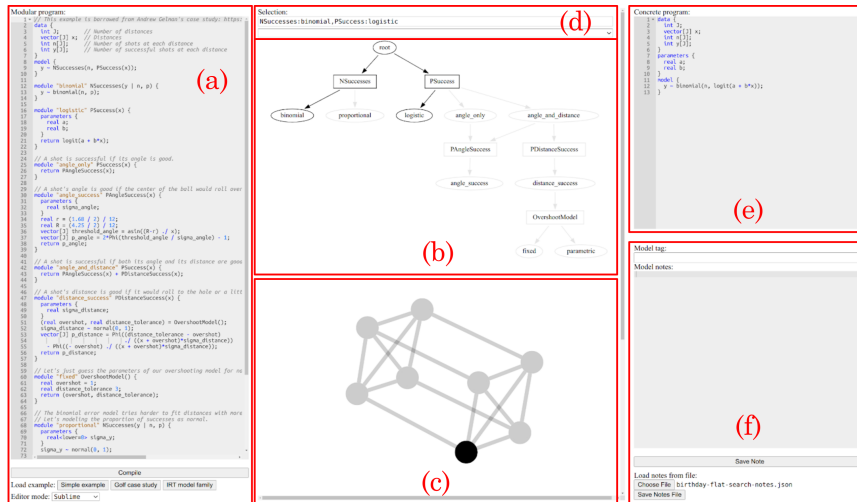 Modular program:
1 // This example is borrowed from Andrew Gelman's case study: https:
2 data {
3 int J; // Number of distances
4 vector[J] x; // Distances
5 int n[J]; // Number of shots at each distance
6 int y[J]; // Number of successful shots at each distance
7 }
8 model {
9 y ~ NSuccesses(n, PSuccess(x));
10 }
11
12 module "binomial" NSuccesses(y | n, p) {
13 y ~ binomial(n, p);
14 }
15
16 module "logistic" PSuccess(x) {
17 parameters {
18 real a;
19 real b;
20 }
21 return logit(a + b*x);
22 }
23
24 // A shot is successful if its angle is good.
25 module "angle_only" PSuccess(x) {
26 return PAngleSuccess(x);
27 }
28
29 // A shot's angle is good if the center of the ball would roll over
30 module "angle_success" PAngleSuccess(x) {
31 parameters {
32 real sigma_angle;
33 }
34 real r = (1.68 / 2) / 12;
35 real R = (4.25 / 2) / 12;
36 vector[J] threshold_angle = asin((R-r) ./ x);
37 vector[J] p_angle = 2*Phi(threshold_angle / sigma_angle) - 1;
38 return p_angle;
39 }
40
41 // A shot is successful if both its angle and its distance are good
42 module "angle_and_distance" PSuccess(x) {
43 return PAngleSuccess(x) + PDistanceSuccess(x);
44 }
45
46 // A shot's distance is good if it would roll to the hole or a litt
47 module "distance_success" PDistanceSuccess(x) {
48 parameters {
49 real sigma_distance;
50 }
51 (real overshot, real distance_tolerance) = OvershootModel();
52 sigma_distance ~ normal(0, 1);
53 vector[J] p_distance = Phi((distance_tolerance - overshot)
54 ./ ((x + overshot)*sigma_distance))
55 - Phi((- overshot) ./ ((x + overshot)*sigma_distance));
56 return p_distance;
57 }
58
59 // Let's just guess the parameters of our overshooting model for no
60 module "fixed" OvershootModel() {
61 real overshot = 1;
62 real distance_tolerance 3;
63 return (overshot, distance_tolerance);
64 }
65
66 // The binomial error model tries harder to fit distances with more
67 // Let's modeling the proportion of successes as normal.
68 module "proportional" NSuccesses(y | n, p) {
69 parameters {
70 real<lower=0> sigma_y;
71 }
72 sigma_y ~ normal(0, 1);
73
(a)
Compile
Load example: Simple example Golf case study IRT model family
Editor mode: Sublime
Selection:
NSuccesses:binomial,PSuccess:logistic
(d)
root
NSuccesses PSuccess
binomial proportional logistic angle_only angle_and_distance
PAngleSuccess PDistanceSuccess
angle_success distance_success
OvershootModel
fixed parametric
(b)
(c)
Concrete program:
1 data {
2 int J;
3 vector[J] x;
4 int n[J];
5 int y[J];
6 }
7 parameters {
8 real a;
9 real b;
10 }
11 model {
12 y ~ binomial(n, logit(a + b*x));
13 }
(e)
Model tag:
Model notes:
1
(f)
Save Note
Load notes from file:
Choose File birthday-flat-search-notes.json
Save Notes File